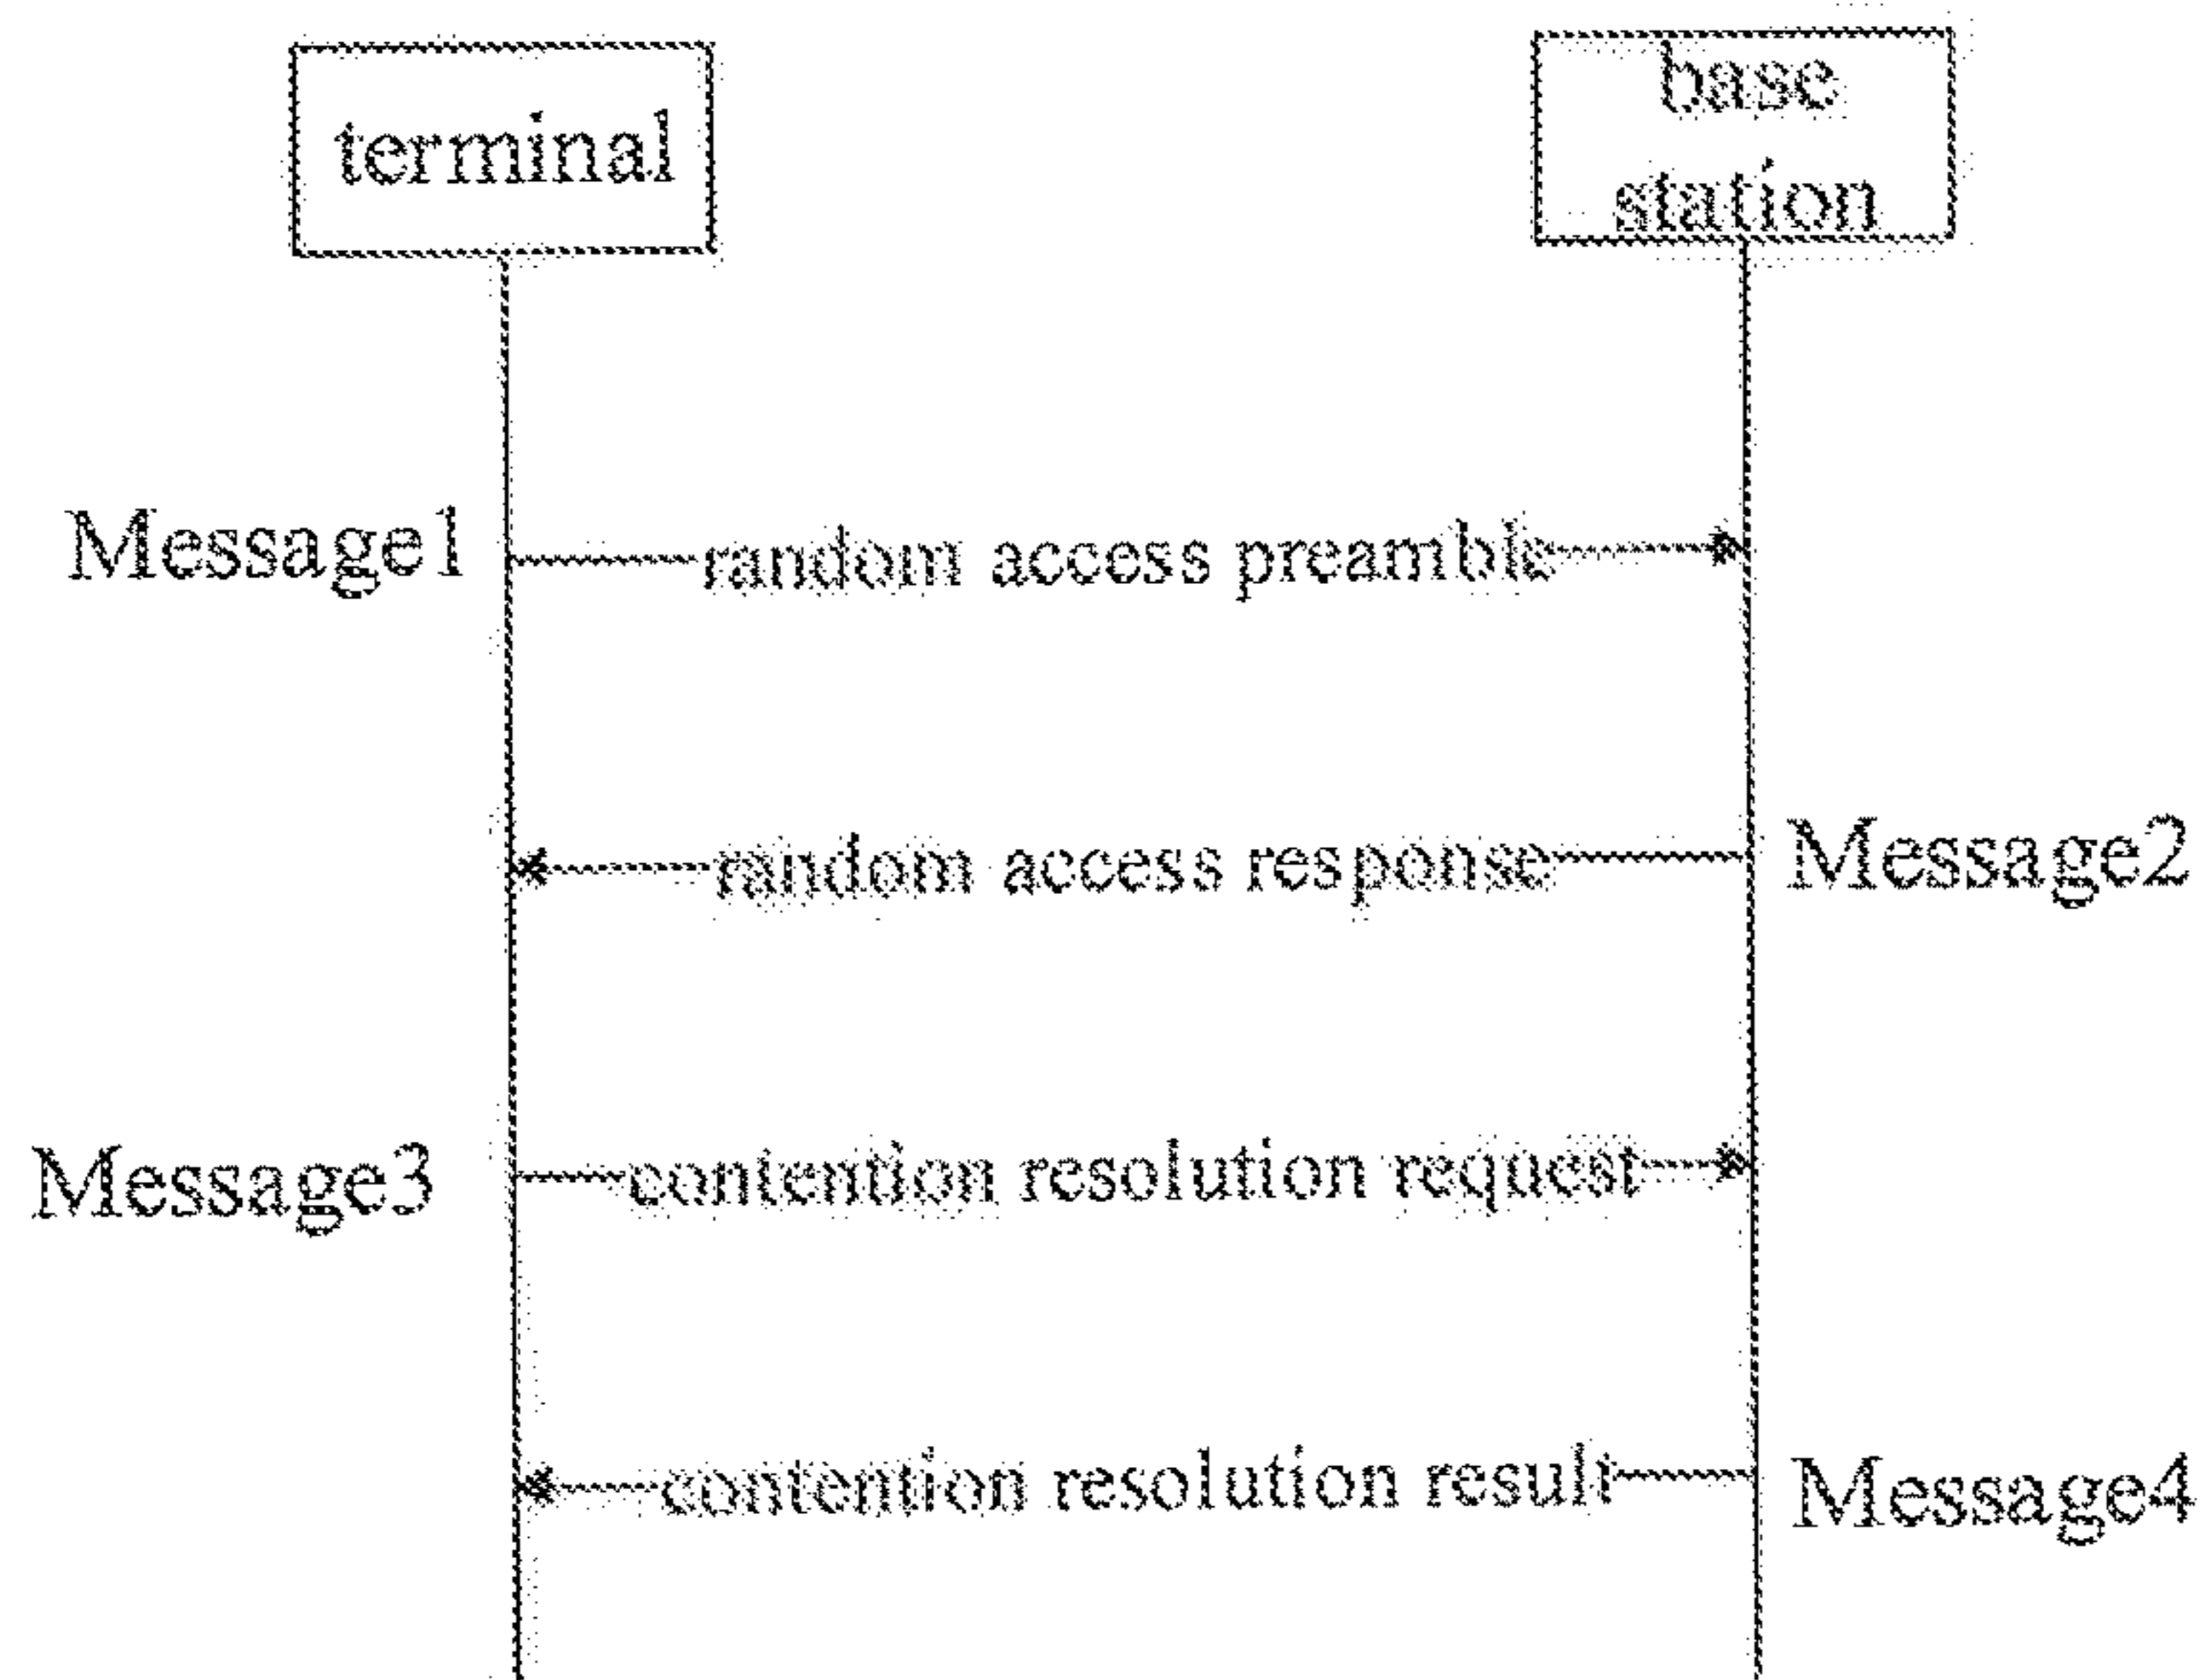 terminal
base
station
Message1
random access preamble
random access response
Message2
Message3
contention resolution request
contention resolution result
Message4